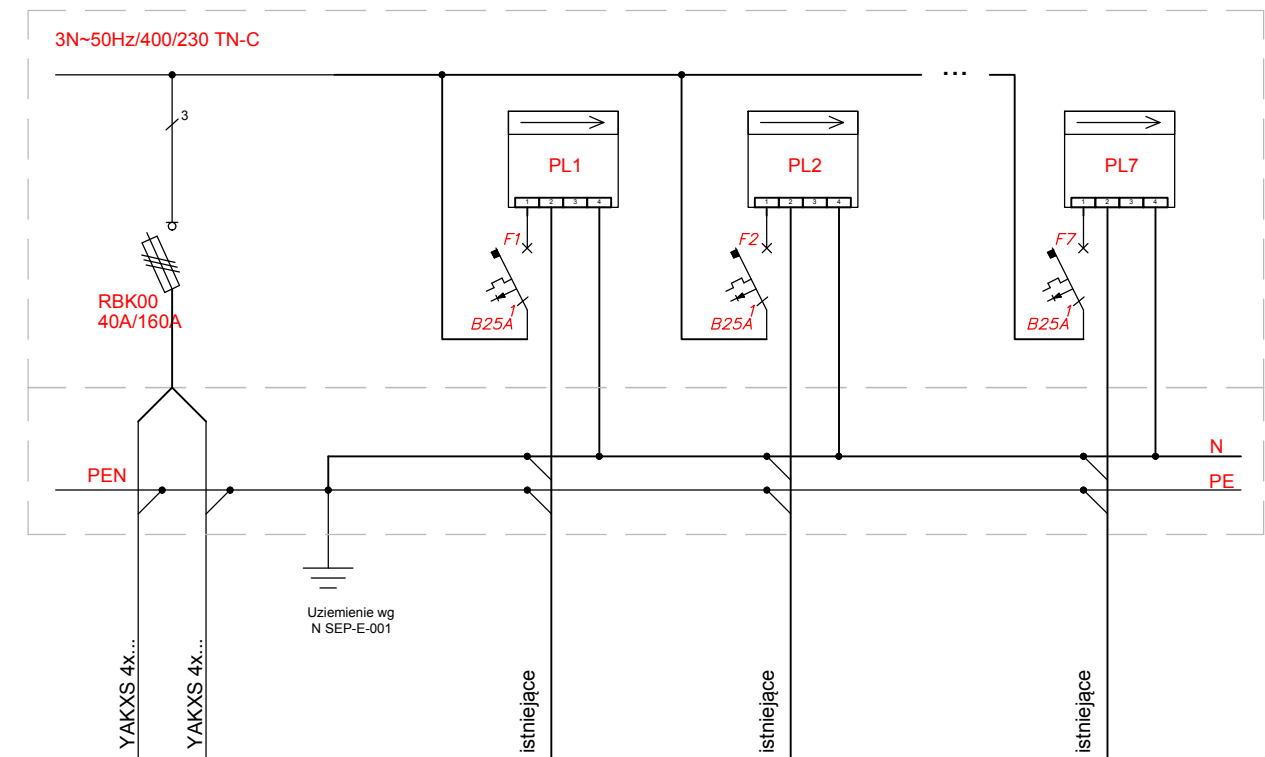 3N~50Hz/400/230 TN-C
...
3
PL1
PL2
PL7
1 2 3 4
1 2 3 4
1 2 3 4
F1
F2
F7
RBK00
40A/160A
1
B25A
1
B25A
1
B25A
N
PEN
PE
Uziemienie wg
N SEP-E-001
YAKXS 4x...
YAKXS 4x...
istniejące
istniejące
istniejące